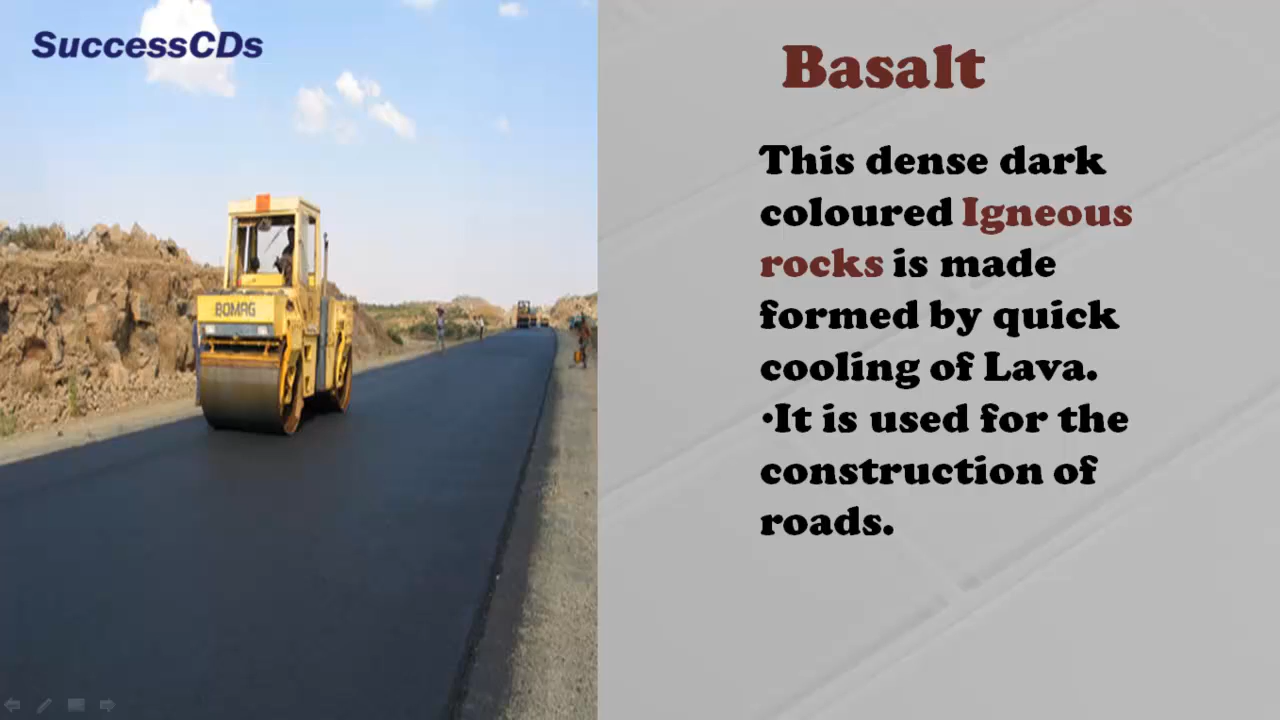 SuccessCDs
Basalt
This dense dark
coloured Igneous
rocks is made
formed by quick
cooling of Lava.
•It is used for the
construction of
roads.
BOMAG